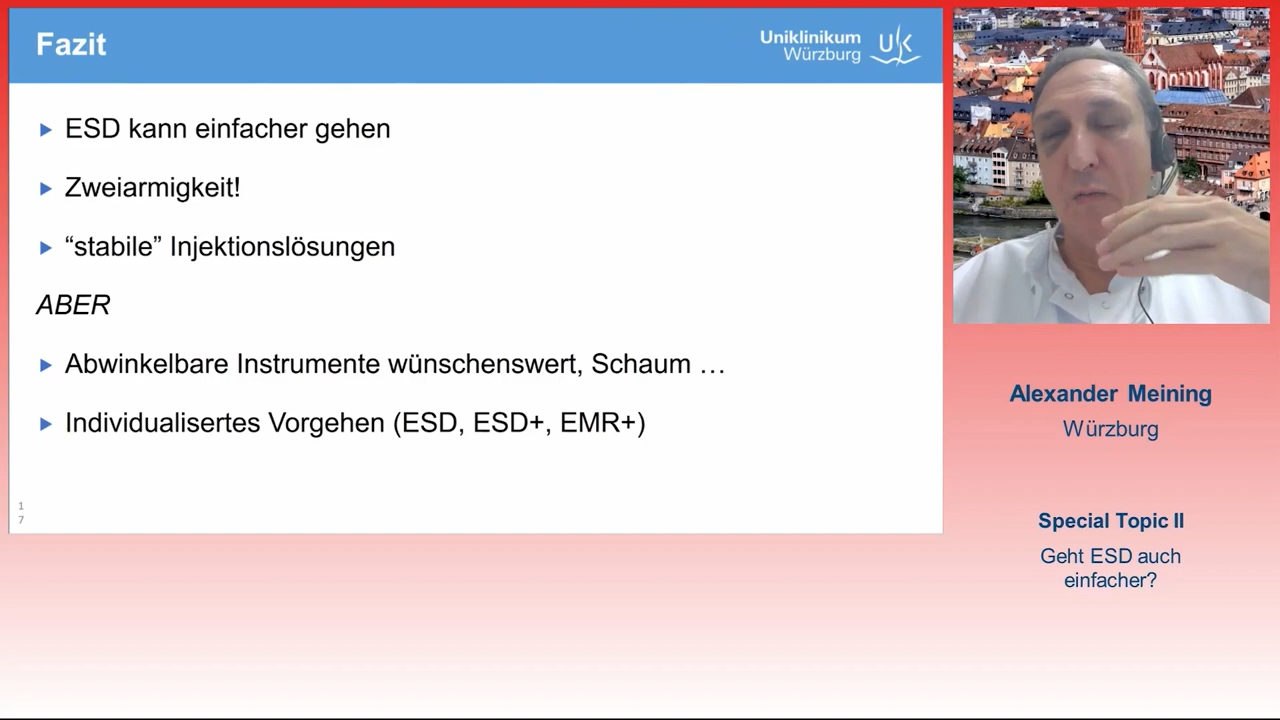 Fazit
Uniklinikum
Würzburg
UK
ESD kann einfacher gehen
Zweiarmigkeit!
“stabile” Injektionslösungen
ABER
Abwinkelbare Instrumente wünschenswert, Schaum …
Individualisertes Vorgehen (ESD, ESD+, EMR+)
1
7
Alexander Meining
Würzburg
Special Topic II
Geht ESD auch
einfacher?